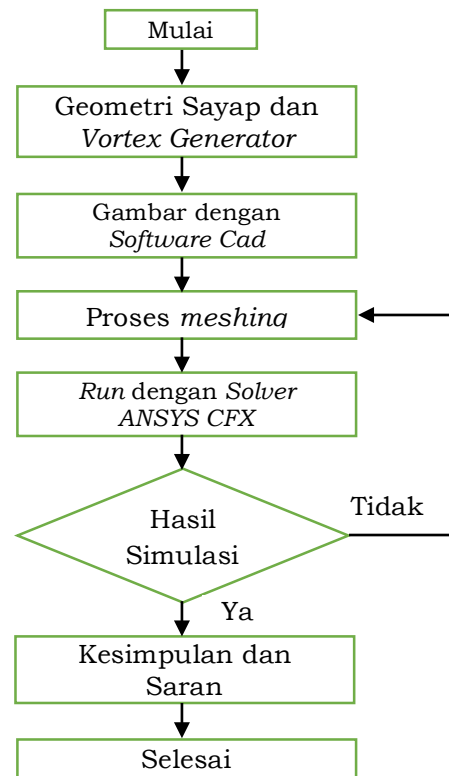 Mulai
Geometri Sayap dan
Vortex Generator
Gambar dengan
Software Cad
Proses meshing
Run dengan Solver
ANSYS CFX
Hasil
Simulasi
Tidak
Ya
Kesimpulan dan
Saran
Selesai